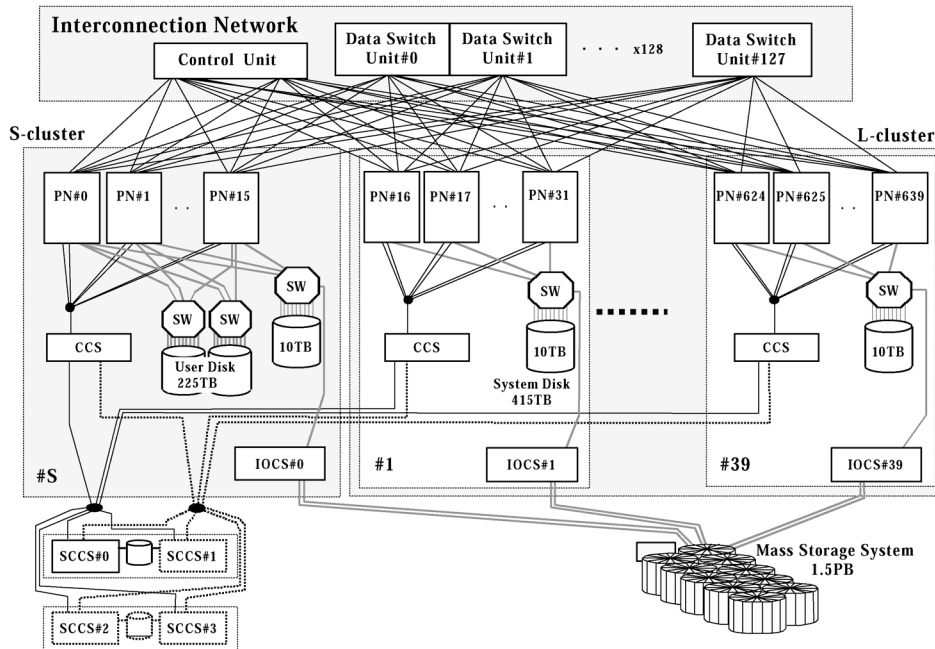 Interconnection Network
Control Unit
Data Switch
Unit#0
Data Switch
Unit#1
. . . x128
Data Switch
Unit#127
S-cluster
L-cluster
PN#0
PN#1
. .
PN#15
PN#16
PN#17
. .
PN#31
PN#624
PN#625
. .
PN#639
SW
SW
SW
SW
SW
CCS
User Disk
225TB
10TB
CCS
10TB
System Disk
415TB
CCS
10TB
#S
IOCS#0
#1
IOCS#1
#39
IOCS#39
SCCS#0
SCCS#1
SCCS#2
SCCS#3
Mass Storage System
1.5PB